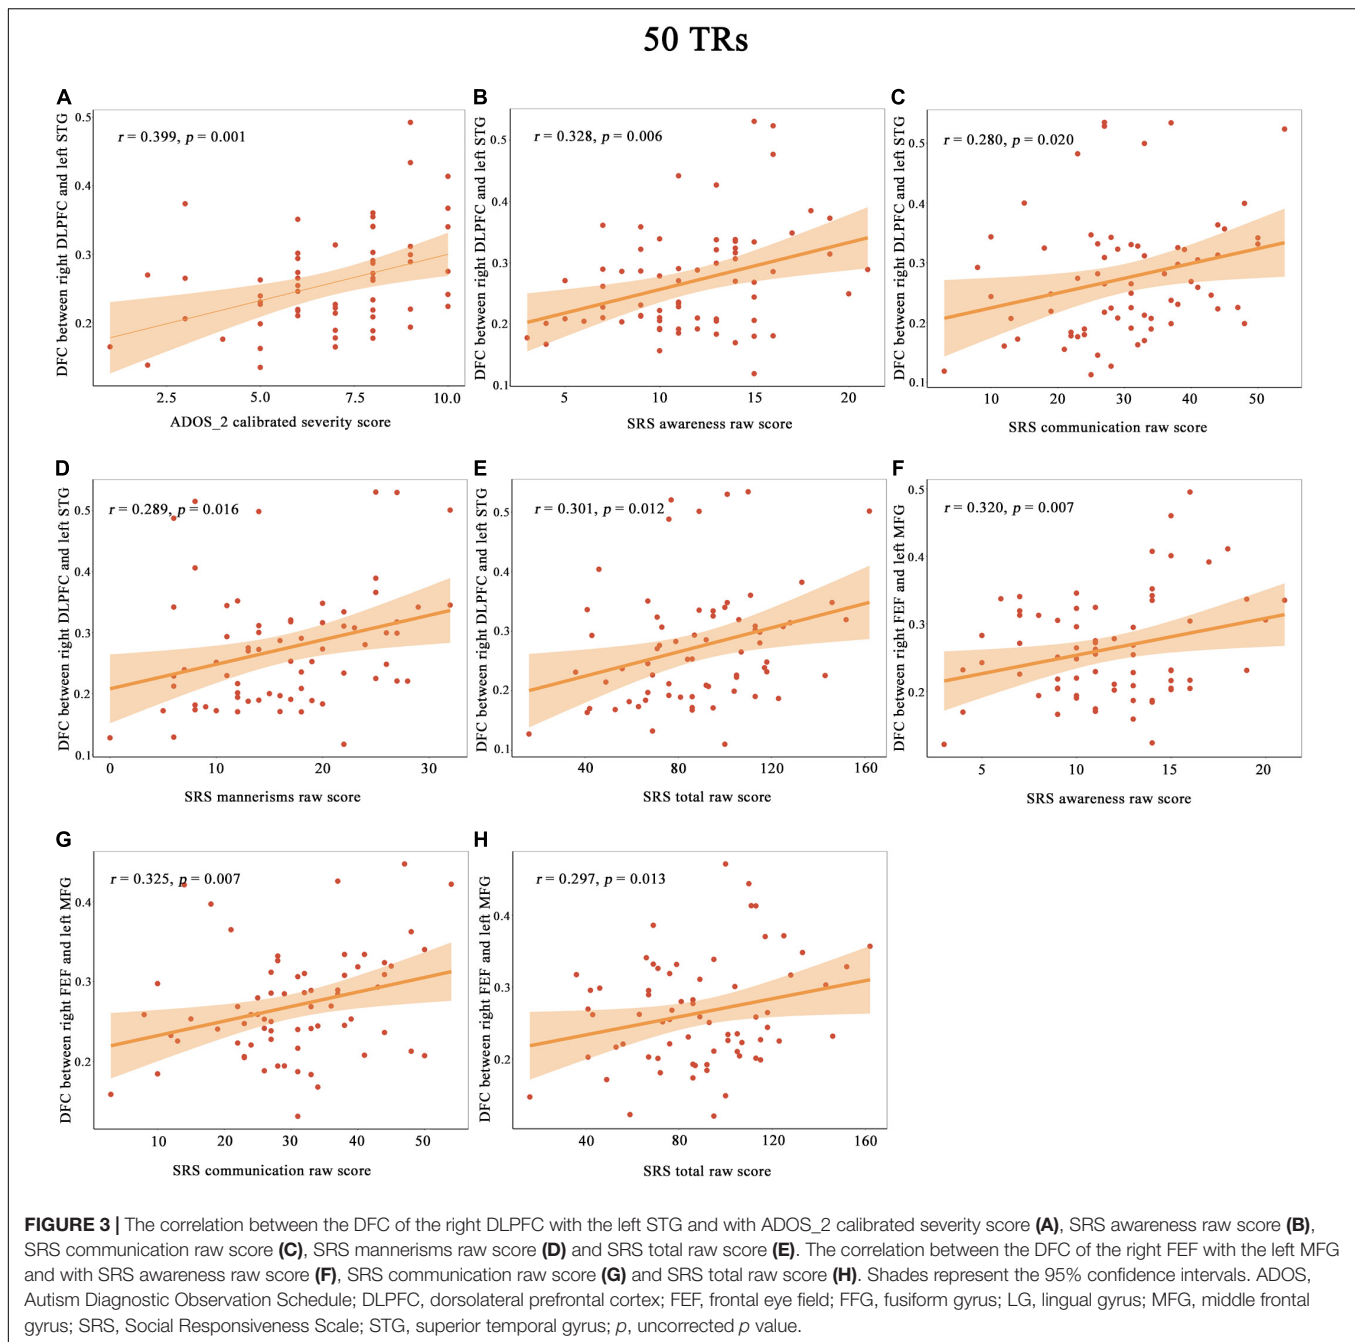 50 TRs
A
r = 0.399, p = 0.001
DFC between right DLPFC and left STG
0.5
0.4
0.3
0.2
2.5 5.0 7.5 10.0
ADOS_2 calibrated severity score
B
r = 0.328, p = 0.006
DFC between right DLPFC and left STG
0.5
0.4
0.3
0.2
0.1
5 10 15 20
SRS awareness raw score
C
r = 0.280, p = 0.020
DFC between right DLPFC and left STG
0.5
0.4
0.3
0.2
0.1
10 20 30 40 50
SRS communication raw score
D
r = 0.289, p = 0.016
DFC between right DLPFC and left STG
0.5
0.4
0.3
0.2
0.1
0 10 20 30
SRS mannerisms raw score
E
r = 0.301, p = 0.012
DFC between right DLPFC and left STG
0.5
0.4
0.3
0.2
0.1
40 80 120 160
SRS total raw score
F
r = 0.320, p = 0.007
DFC between right FEF and left MFG
0.5
0.4
0.3
0.2
5 10 15 20
SRS awareness raw score
G
r = 0.325, p = 0.007
DFC between right FEF and left MFG
0.4
0.3
0.2
10 20 30 40 50
SRS communication raw score
H
r = 0.297, p = 0.013
DFC between right FEF and left MFG
0.4
0.3
0.2
40 80 120 160
SRS total raw score
FIGURE 3 | The correlation between the DFC of the right DLPFC with the left STG and with ADOS_2 calibrated severity score (A), SRS awareness raw score (B),
SRS communication raw score (C), SRS mannerisms raw score (D) and SRS total raw score (E). The correlation between the DFC of the right FEF with the left MFG
and with SRS awareness raw score (F), SRS communication raw score (G) and SRS total raw score (H). Shades represent the 95% confidence intervals. ADOS,
Autism Diagnostic Observation Schedule; DLPFC, dorsolateral prefrontal cortex; FEF, frontal eye field; FFG, fusiform gyrus; LG, lingual gyrus; MFG, middle frontal
gyrus; SRS, Social Responsiveness Scale; STG, superior temporal gyrus; p, uncorrected p value.